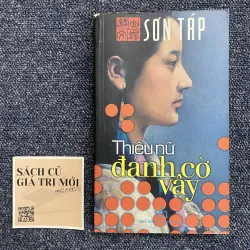 SƠN TÁP
Thiếu nữ
đánh cờ
vây
SÁCH CŨ
GIÁ TRỊ MỚI